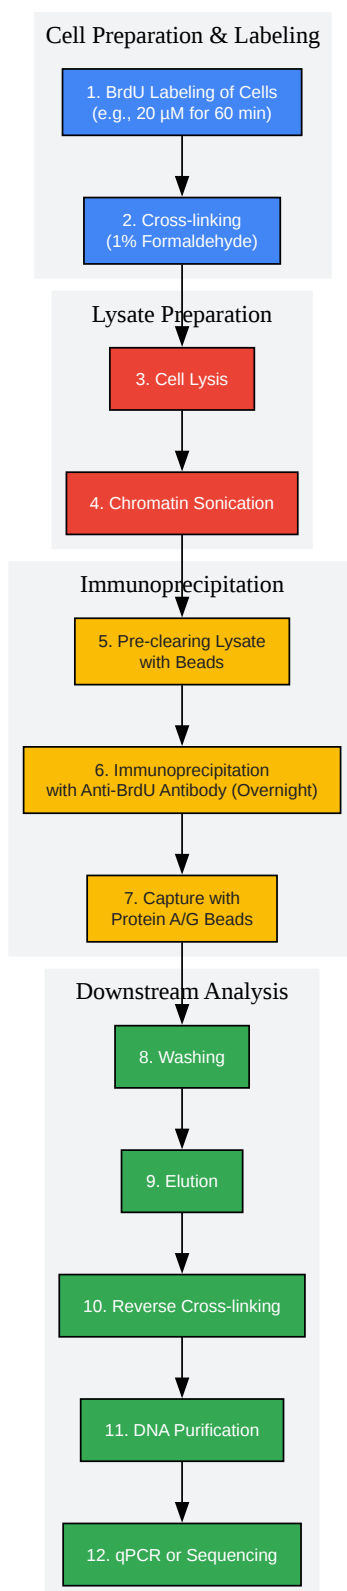 Cell Preparation & Labeling
1. BrdU Labeling of Cells
(e.g., 20 µM for 60 min)
2. Cross-linking
(1% Formaldehyde)
Lysate Preparation
3. Cell Lysis
4. Chromatin Sonication
Immunoprecipitation
5. Pre-clearing Lysate
with Beads
6. Immunoprecipitation
with Anti-BrdU Antibody (Overnight)
7. Capture with
Protein A/G Beads
Downstream Analysis
8. Washing
9. Elution
10. Reverse Cross-linking
11. DNA Purification
12. qPCR or Sequencing